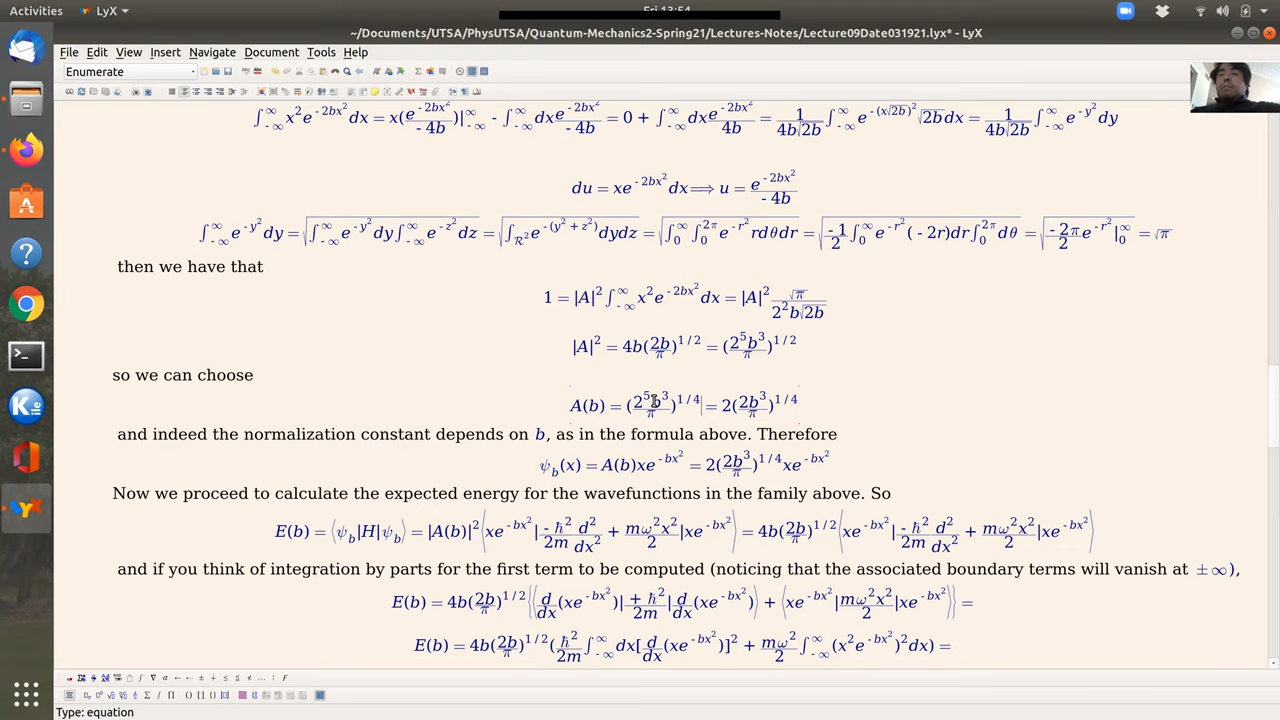 Activities LyX Fri 13:54
~/Documents/UTSA/PhysUTSA/Quantum-Mechanics2-Spring21/Lectures-Notes/Lecture09Date031921.lyx* - LyX
File Edit View Insert Navigate Document Tools Help
Enumerate
∫_{-∞}^{∞} x² e^{-2bx²} dx = x(e^{-2bx²}/-4b)|_{-∞}^{∞} - ∫_{-∞}^{∞} dx e^{-2bx²}/-4b = 0 + ∫_{-∞}^{∞} dx e^{-2bx²}/4b = 1/(4b√2b) ∫_{-∞}^{∞} e^{-(x√2b)²} √2b dx = 1/(4b√2b) ∫_{-∞}^{∞} e^{-y²} dy
du = xe^{-2bx²} dx ⟹ u = e^{-2bx²}/-4b
∫_{-∞}^{∞} e^{-y²} dy = √(∫_{-∞}^{∞} e^{-y²} dy ∫_{-∞}^{∞} e^{-z²} dz) = √(∫_{R²} e^{-(y²+z²)} dydz) = √(∫_0^∞ ∫_0^{2π} e^{-r²} rdθdr) = √(-1/2 ∫_0^∞ e^{-r²}(-2r)dr ∫_0^{2π} dθ) = √(-2π/2 e^{-r²}|_0^∞) = √π
then we have that
1 = |A|² ∫_{-∞}^{∞} x² e^{-2bx²} dx = |A|² √π/(2²b√2b)
|A|² = 4b(2b/π)^{1/2} = (2⁵b³/π)^{1/2}
so we can choose
A(b) = (2⁵b³/π)^{1/4} = 2(2b³/π)^{1/4}
and indeed the normalization constant depends on b, as in the formula above. Therefore
ψ_b(x) = A(b)xe^{-bx²} = 2(2b³/π)^{1/4} xe^{-bx²}
Now we proceed to calculate the expected energy for the wavefunctions in the family above. So
E(b) = ⟨ψ_b|H|ψ_b⟩ = |A(b)|² ⟨xe^{-bx²}|-ℏ²/2m d²/dx² + mω²x²/2|xe^{-bx²}⟩ = 4b(2b/π)^{1/2} ⟨xe^{-bx²}|-ℏ²/2m d²/dx² + mω²x²/2|xe^{-bx²}⟩
and if you think of integration by parts for the first term to be computed (noticing that the associated boundary terms will vanish at ±∞),
E(b) = 4b(2b/π)^{1/2} {⟨d/dx(xe^{-bx²})|+ℏ²/2m|d/dx(xe^{-bx²})⟩ + ⟨xe^{-bx²}|mω²x²/2|xe^{-bx²}⟩} =
E(b) = 4b(2b/π)^{1/2} (ℏ²/2m ∫_{-∞}^{∞} dx[d/dx(xe^{-bx²})]² + mω²/2 ∫_{-∞}^{∞} (x²e^{-bx²})² dx) =
Type: equation